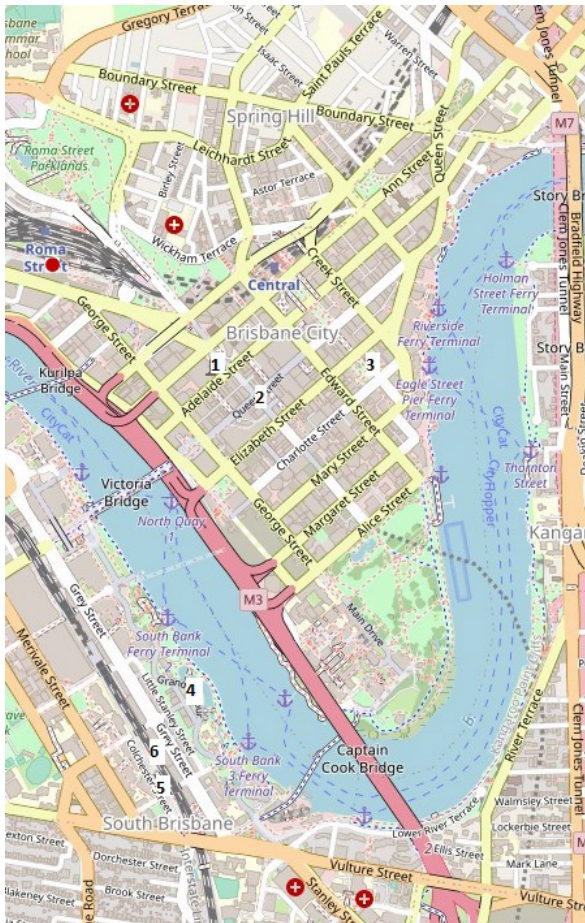 Gregory Terrace
Warren Street
Isaac Street
Saint Pauls Terrace
Clem Jones Tunnel
Boundary Street
Spring Hill
Boundary Street
M7
Leichhardt Street
Queen Street
Ann Street
Roma Street
Parklands
Birley Street
Astor Terrace
Wickham Terrace
Creek Street
Roma
Street
Central
Holman
Street Ferry
Terminal
Bradfield Highway
Clem Jones Tunnel
George Street
Brisbane City
Riverside
Ferry Terminal
Main Street
1
3
Kurilpa
Bridge
Adelaide Street
2
Edward Street
Eagle Street
Pier Ferry
Terminal
CityCat
Elizabeth Street
Charlotte Street
CityCat
CityHopper
Thornton
Street
Mary Street
Victoria
Bridge
Margaret Street
Alice Street
North Quay
1
George Street
Grey Street
M3
Main Drive
Merivale Street
South Bank
Ferry Terminal
2
4
Little Stanley Street
Grey Street
River Terrace
Clem Jones Tunnel
6
Colchester Street
5
South Bank
3 Ferry
Terminal
Captain
Cook Bridge
Walmsley Street
South Brisbane
Lower River Terrace
Lockerbie Street
2 Ellis Street
Mark Lane
Vulture Street
Dorchester Street
Brook Street
Stanley Street